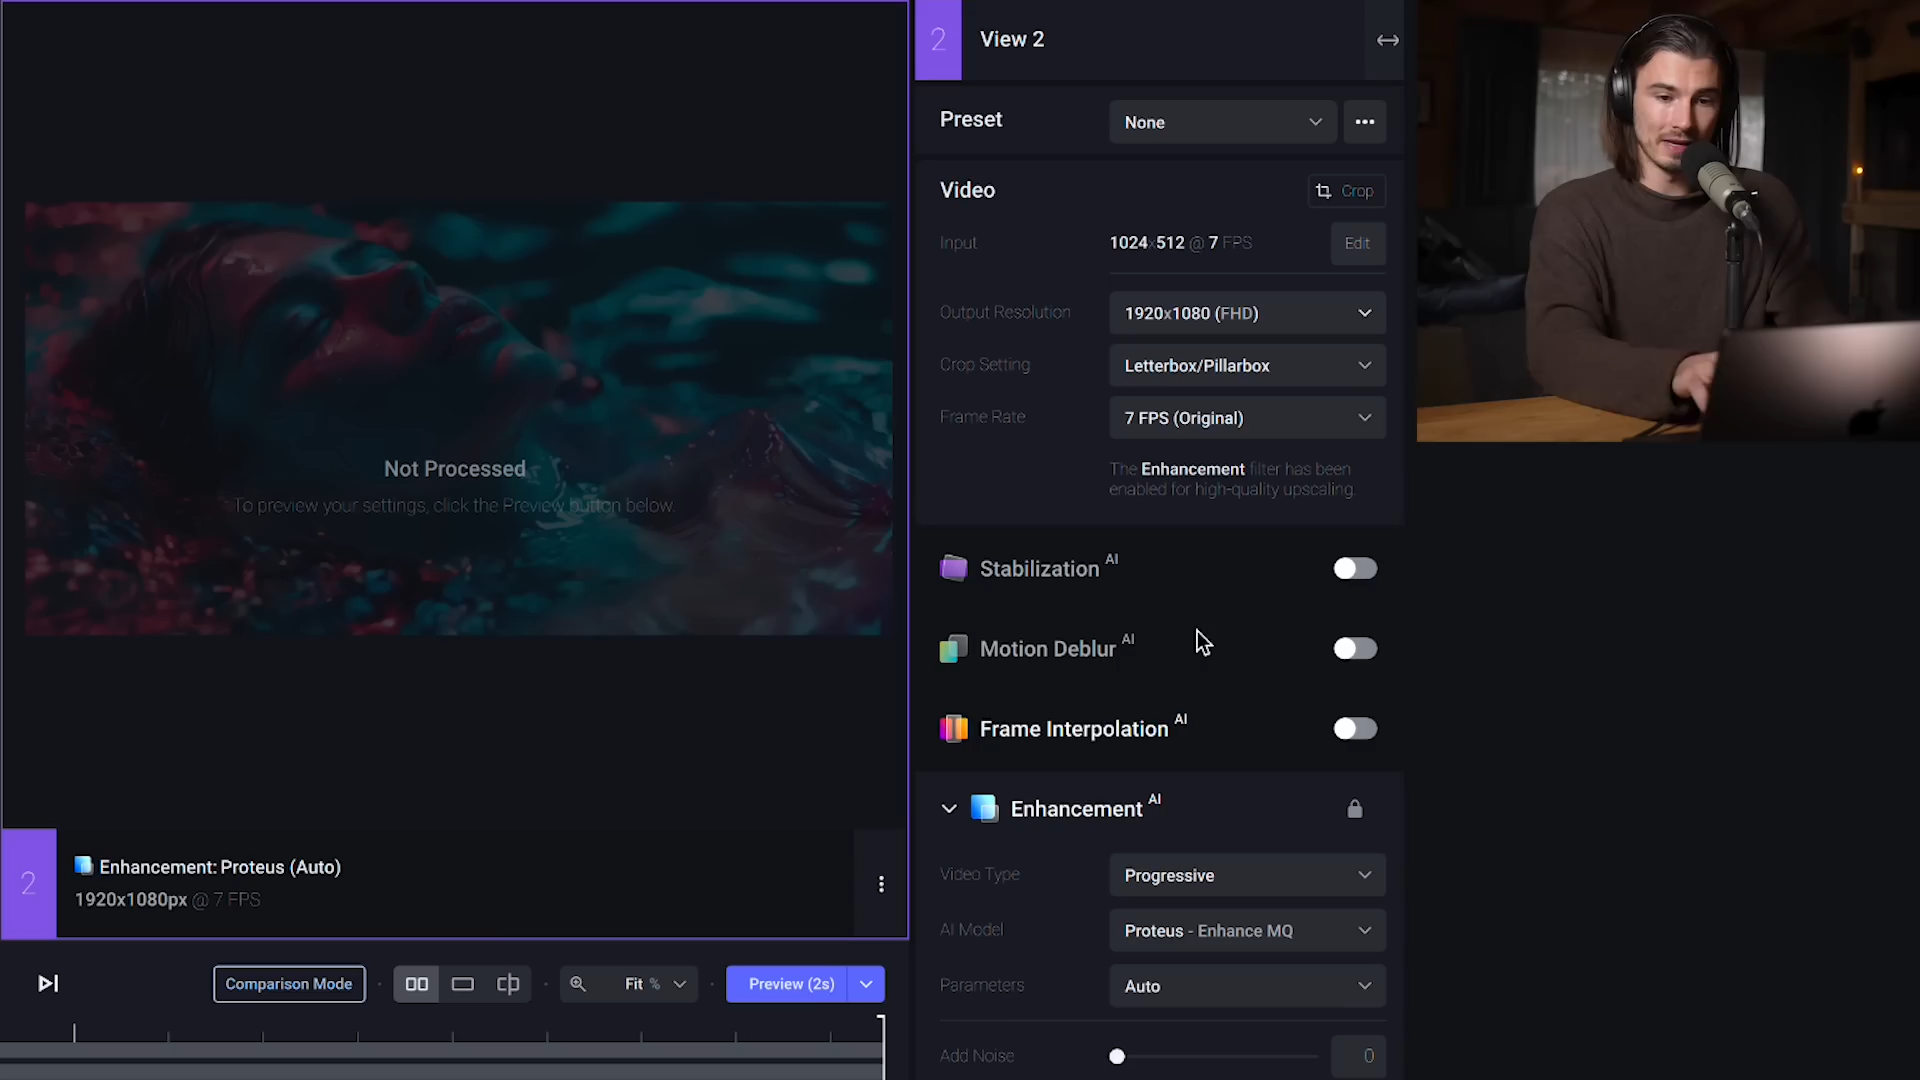 2
View 2
Preset
None
Video
Crop
Input
1024x512 @ 7 FPS
Edit
Output Resolution
1920x1080 (FHD)
Crop Setting
Letterbox/Pillarbox
Frame Rate
7 FPS (Original)
The Enhancement filter has been
enabled for high-quality upscaling.
Stabilization AI
Motion Deblur AI
Frame Interpolation AI
Enhancement AI
Video Type
Progressive
AI Model
Proteus - Enhance MQ
Parameters
Auto
Add Noise
0
Not Processed
To preview your settings, click the Preview button below.
2
Enhancement: Proteus (Auto)
1920x1080px @ 7 FPS
Comparison Mode
Fit %
Preview (2s)